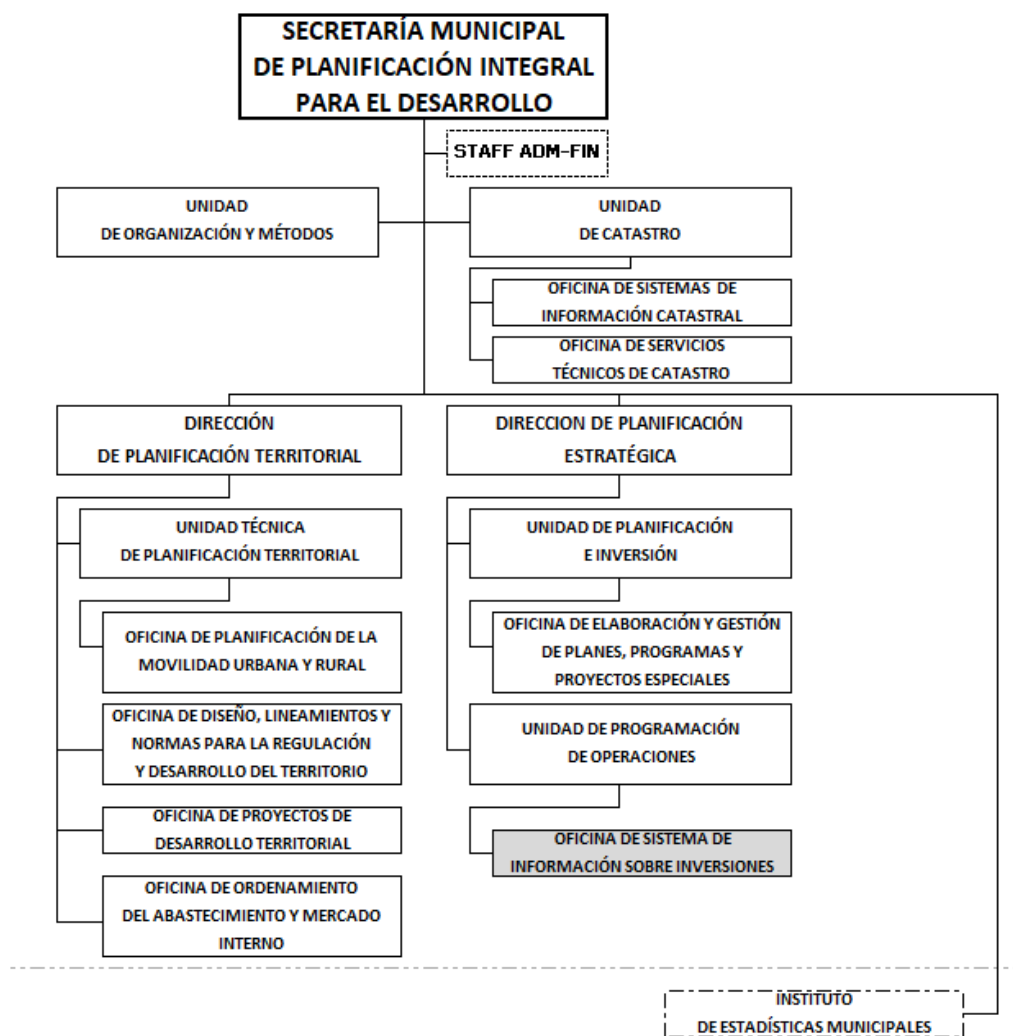 SECRETARÍA MUNICIPAL
DE PLANIFICACIÓN INTEGRAL
PARA EL DESARROLLO
STAFF ADM-FIN
UNIDAD
DE ORGANIZACIÓN Y MÉTODOS
UNIDAD
DE CATASTRO
OFICINA DE SISTEMAS DE
INFORMACIÓN CATASTRAL
OFICINA DE SERVICIOS
TÉCNICOS DE CATASTRO
DIRECCIÓN
DE PLANIFICACIÓN TERRITORIAL
UNIDAD TÉCNICA
DE PLANIFICACIÓN TERRITORIAL
OFICINA DE PLANIFICACIÓN DE LA
MOVILIDAD URBANA Y RURAL
OFICINA DE DISEÑO, LINEAMIENTOS Y
NORMAS PARA LA REGULACIÓN
Y DESARROLLO DEL TERRITORIO
OFICINA DE PROYECTOS DE
DESARROLLO TERRITORIAL
OFICINA DE ORDENAMIENTO
DEL ABASTECIMIENTO Y MERCADO
INTERNO
DIRECCION DE PLANIFICACIÓN
ESTRATÉGICA
UNIDAD DE PLANIFICACIÓN
E INVERSIÓN
OFICINA DE ELABORACIÓN Y GESTIÓN
DE PLANES, PROGRAMAS Y
PROYECTOS ESPECIALES
UNIDAD DE PROGRAMACIÓN
DE OPERACIONES
OFICINA DE SISTEMA DE
INFORMACIÓN SOBRE INVERSIONES
INSTITUTO
DE ESTADÍSTICAS MUNICIPALES